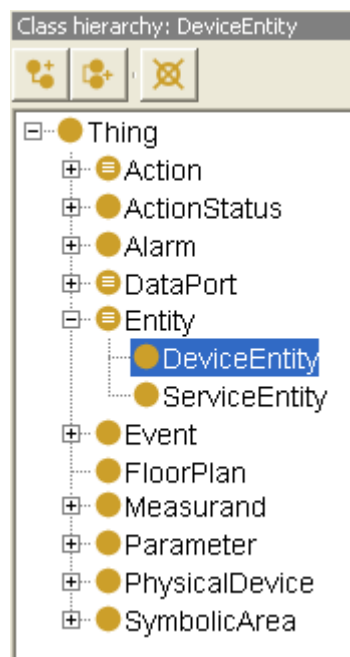 Class hierarchy: DeviceEntity
Thing
Action
ActionStatus
Alarm
DataPort
Entity
DeviceEntity
ServiceEntity
Event
FloorPlan
Measurand
Parameter
PhysicalDevice
SymbolicArea